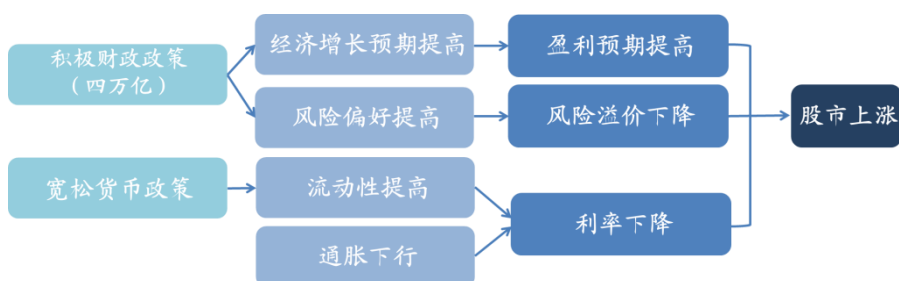 积极财政政策
（四万亿）
经济增长预期提高
盈利预期提高
风险偏好提高
风险溢价下降
股市上涨
宽松货币政策
流动性提高
利率下降
通胀下行